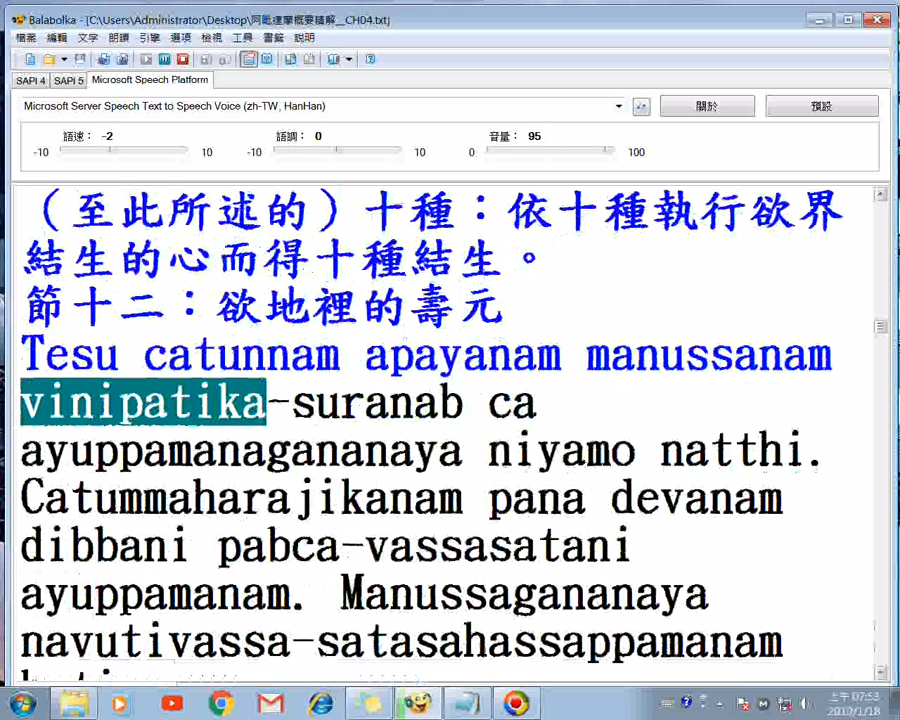 Balabolka - [C:\Users\Administrator\Desktop\阿毗達摩概要精解__CH04.txt]
檔案 編輯 文字 朗讀 引擎 選項 檢視 工具 書籤 說明
SAPI 4 SAPI 5 Microsoft Speech Platform
Microsoft Server Speech Text to Speech Voice (zh-TW, HanHan) 關於 預設
語速： -2 語調： 0 音量： 95
-10 10 -10 10 0 100
（至此所述的）十種：依十種執行欲界
結生的心而得十種結生。
節十二：欲地裡的壽元
Tesu catunnam apayanam manussanam
vinipatika-suranab ca
ayuppamanagananaya niyamo natthi.
Catummaharajikanam pana devanam
dibbani pabca-vassasatani
ayuppamanam. Manussagananaya
navutivassa-satasahassappamanam
上午 07:53
2012/1/18